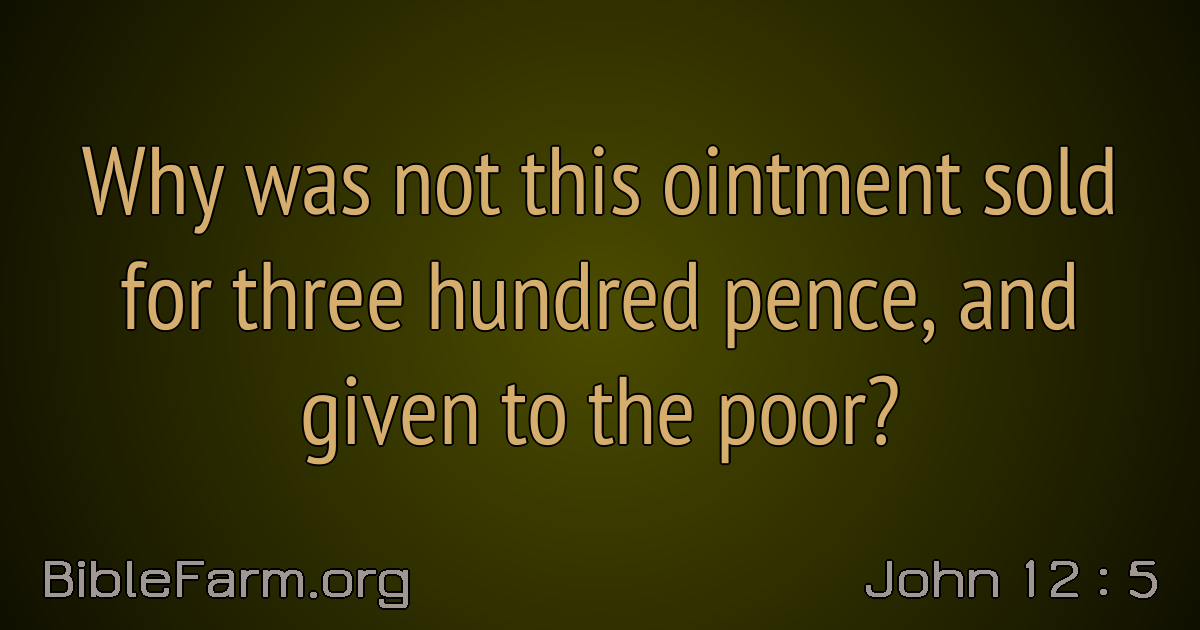 Why was not this ointment sold
for three hundred pence, and
given to the poor?
BibleFarm.org
John 12 : 5